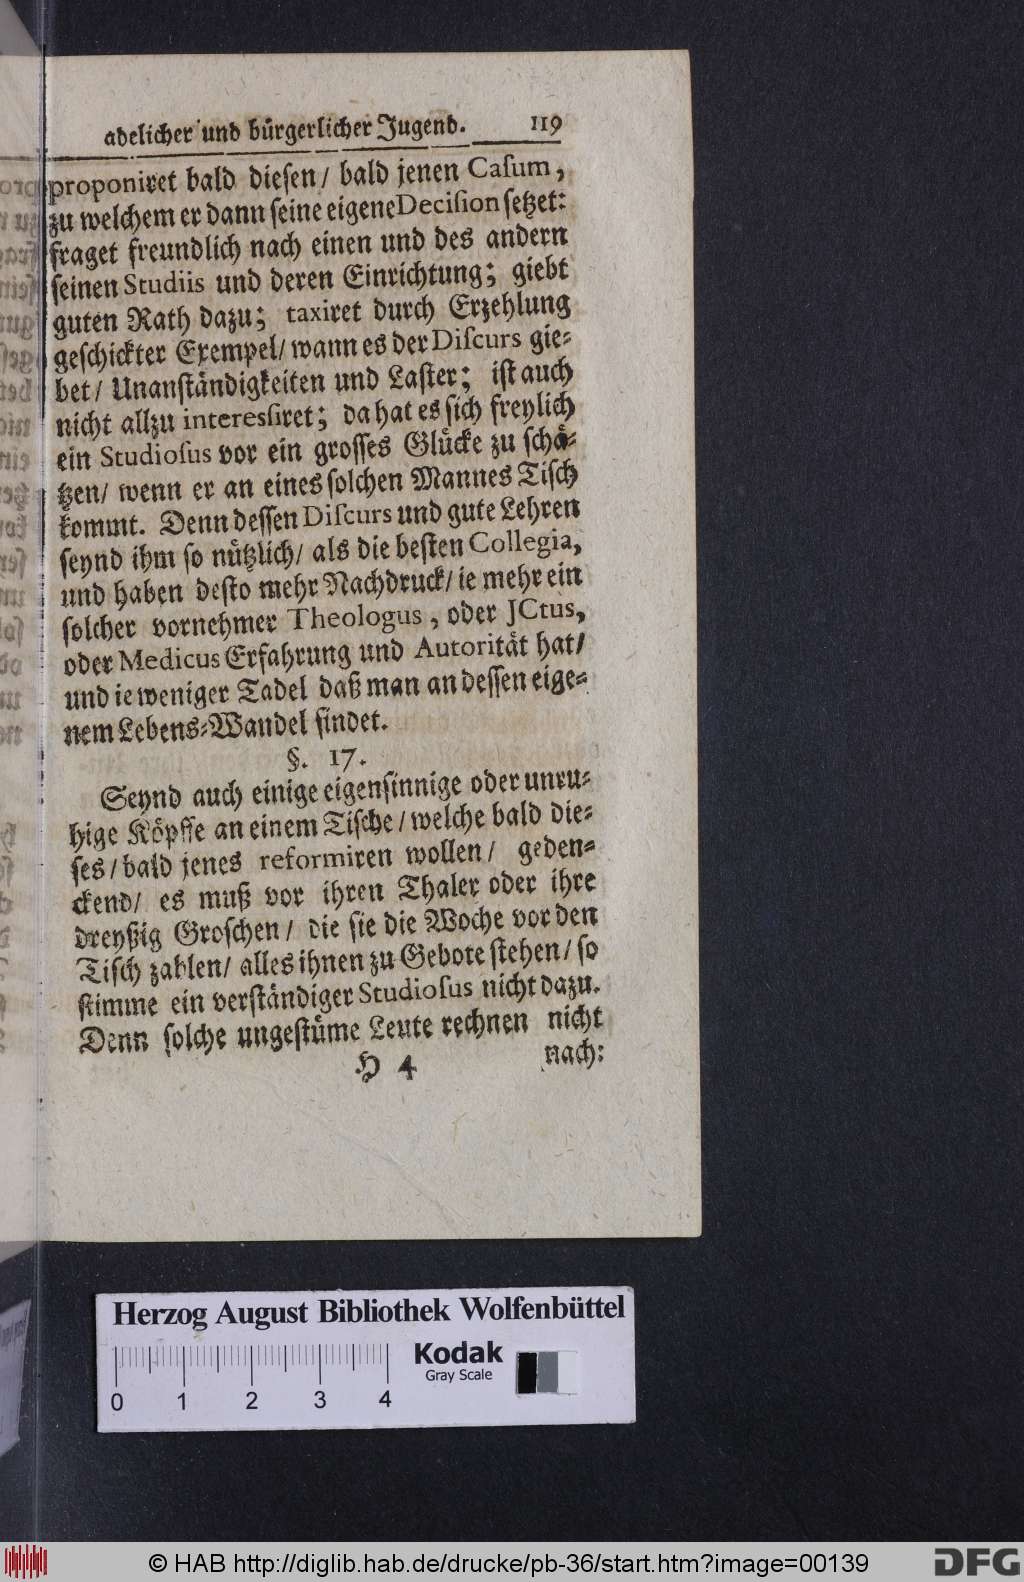 adelicher und bürgerlicher Jugend. 119
proponiret bald diesen/ bald jenen Casum,
zu welchem er dann seine eigene Decision setzet:
fraget freundlich nach einen und des andern
seinen Studiis und deren Einrichtung; giebt
guten Rath dazu; taxiret durch Erzehlung
geschickter Exempel/ wann es der Discurs gie-
bet/ Unanständigkeiten und Laster; ist auch
nicht allzu interessiret; da hat es sich freylich
ein Studiosus vor ein grosses Glücke zu schä-
tzen/ wenn er an eines solchen Mannes Tisch
kommt. Denn dessen Discurs und gute Lehren
seynd ihm so nützlich/ als die besten Collegia,
und haben desto mehr Nachdruck/ ie mehr ein
solcher vornehmer Theologus, oder JCtus,
oder Medicus Erfahrung und Autorität hat/
und ie weniger Tadel daß man an dessen eige-
nem Lebens-Wandel findet.
§. 17.
Seynd auch einige eigensinnige oder unru-
hige Köpffe an einem Tische/ welche bald die-
ses/ bald jenes reformiren wollen/ geden-
ckend/ es muß vor ihren Thaler oder ihre
dreyßig Groschen/ die sie die Woche vor den
Tisch zahlen/ alles ihnen zu Gebote stehen/ so
stimme ein verständiger Studiosus nicht dazu.
Denn solche ungestüme Leute rechnen nicht
H 4 nach:
Herzog August Bibliothek Wolfenbüttel
Kodak
Gray Scale
0 1 2 3 4
© HAB http://diglib.hab.de/drucke/pb-36/start.htm?image=00139
DFG